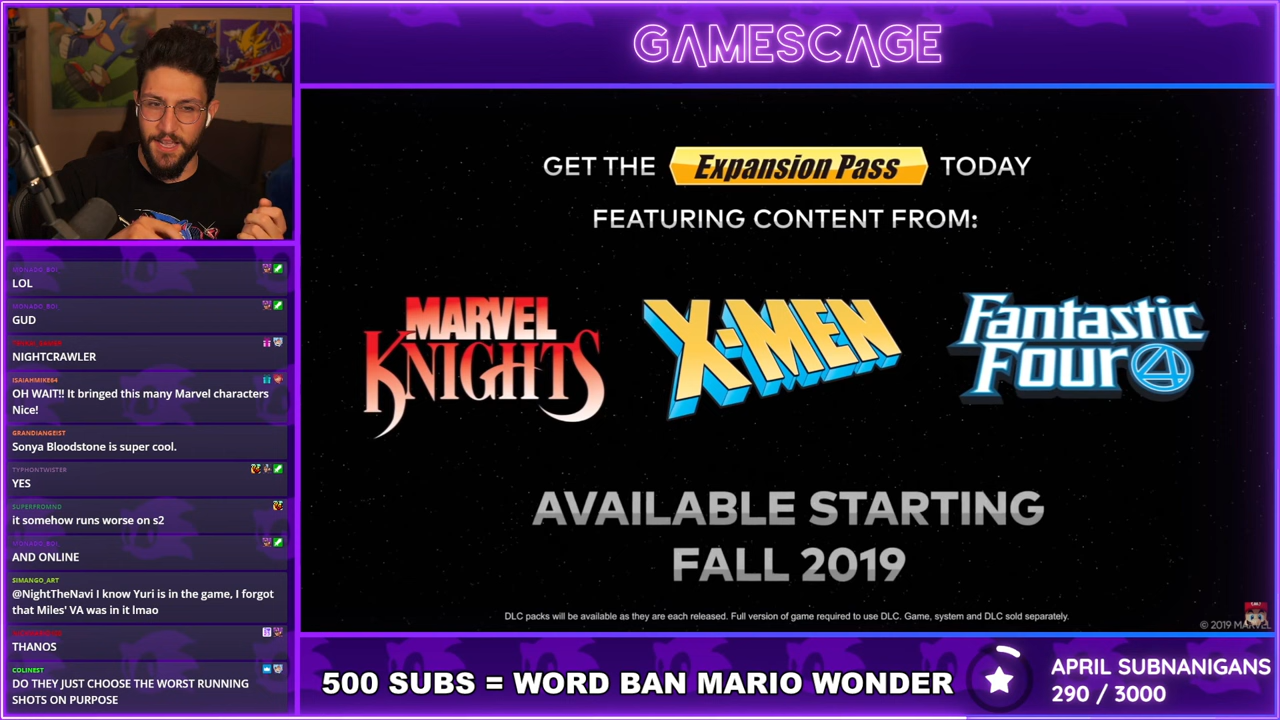 GAMESCAGE
GET THE Expansion Pass TODAY
FEATURING CONTENT FROM:
MARVEL
KNIGHTS
X-MEN
Fantastic
Four
4
AVAILABLE STARTING
FALL 2019
DLC packs will be available as they are each released. Full version of game required to use DLC. Game, system and DLC sold separately.
© 2019 MARVEL
MONADO_BOI_
LOL
MONADO_BOI_
GUD
NIGHTCRAWLER
ISAIAHMIKE64
OH WAIT!! It bringed this many Marvel characters
Nice!
GRANDIANGEIST
Sonya Bloodstone is super cool.
TYPHONTWISTER
YES
SUPERFROMND
it somehow runs worse on s2
MONADO_BOI_
AND ONLINE
SIMANGO_ART
@NightTheNavi I know Yuri is in the game, I forgot
that Miles' VA was in it lmao
THANOS
COLINEST
DO THEY JUST CHOOSE THE WORST RUNNING
SHOTS ON PURPOSE
500 SUBS = WORD BAN MARIO WONDER
APRIL SUBNANIGANS
290 / 3000